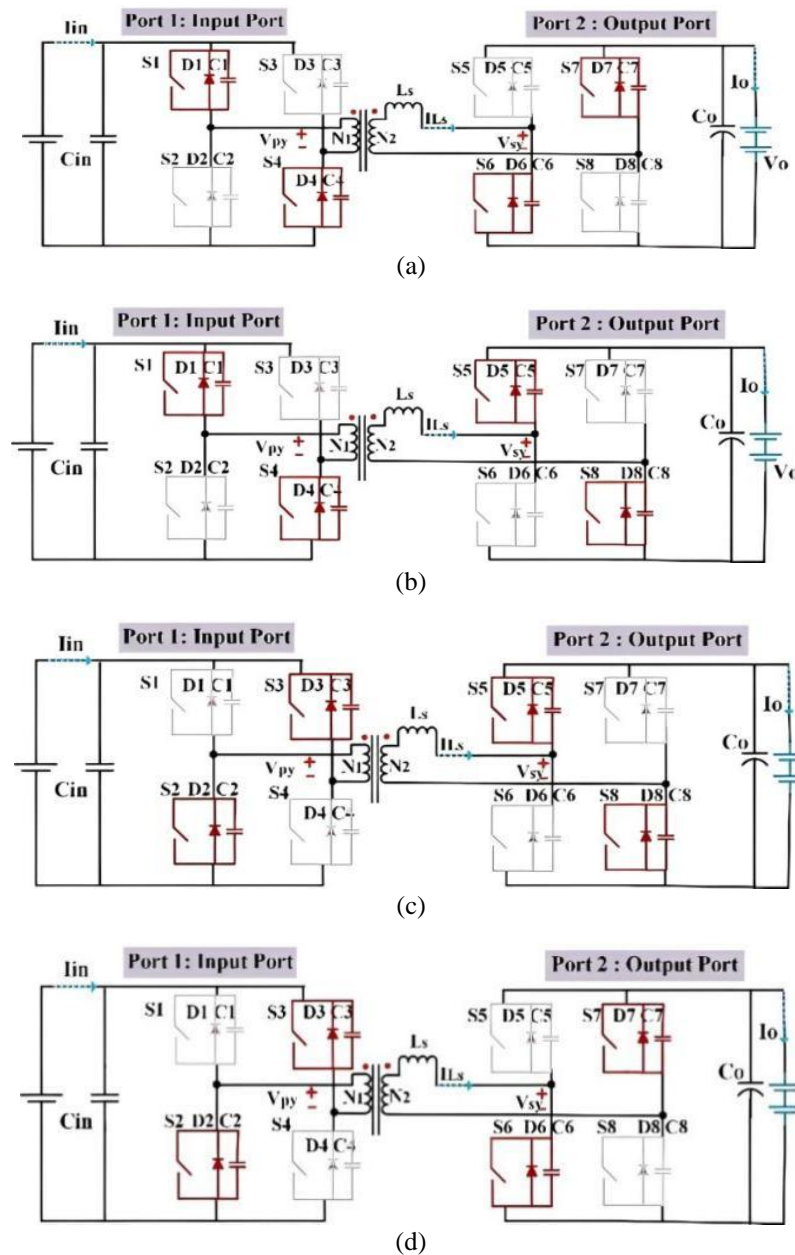 Port 1: Input Port Port 2 : Output Port
Iin
S1 D1 C1 S3 D3 C3 Ls S5 D5 C5 S7 D7 C7 Io
Cin Vpy N1 N2 ILs Vsy Co Vo
S2 D2 C2 S4 D4 C4 S6 D6 C6 S8 D8 C8
(a)
Port 1: Input Port Port 2 : Output Port
Iin
S1 D1 C1 S3 D3 C3 Ls S5 D5 C5 S7 D7 C7 Io
Cin Vpy N1 N2 ILs Vsy Co Vo
S2 D2 C2 S4 D4 C4 S6 D6 C6 S8 D8 C8
(b)
Port 1: Input Port Port 2 : Output Port
Iin
S1 D1 C1 S3 D3 C3 Ls S5 D5 C5 S7 D7 C7 Io
Cin Vpy N1 N2 ILs Vsy Co
S2 D2 C2 S4 D4 C4 S6 D6 C6 S8 D8 C8
(c)
Port 1: Input Port Port 2 : Output Port
Iin
S1 D1 C1 S3 D3 C3 Ls S5 D5 C5 S7 D7 C7 Io
Cin Vpy N1 N2 ILs Vsy Co
S2 D2 C2 S4 D4 C4 S6 D6 C6 S8 D8 C8
(d)